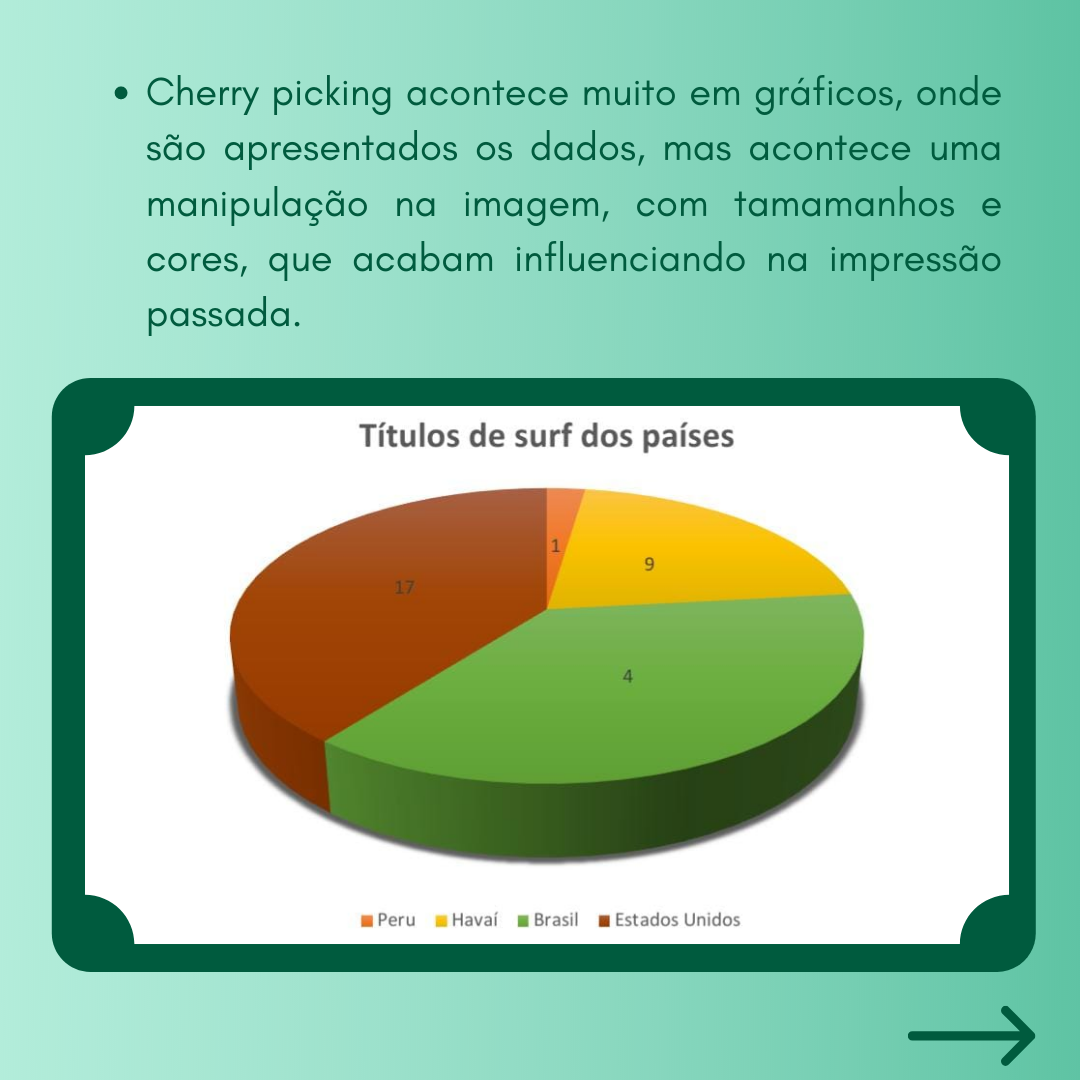 • Cherry picking acontece muito em gráficos, onde
são apresentados os dados, mas acontece uma
manipulação na imagem, com tamamanhos e
cores, que acabam influenciando na impressão
passada.
Títulos de surf dos países
1
9
17
4
Peru Havaí Brasil Estados Unidos